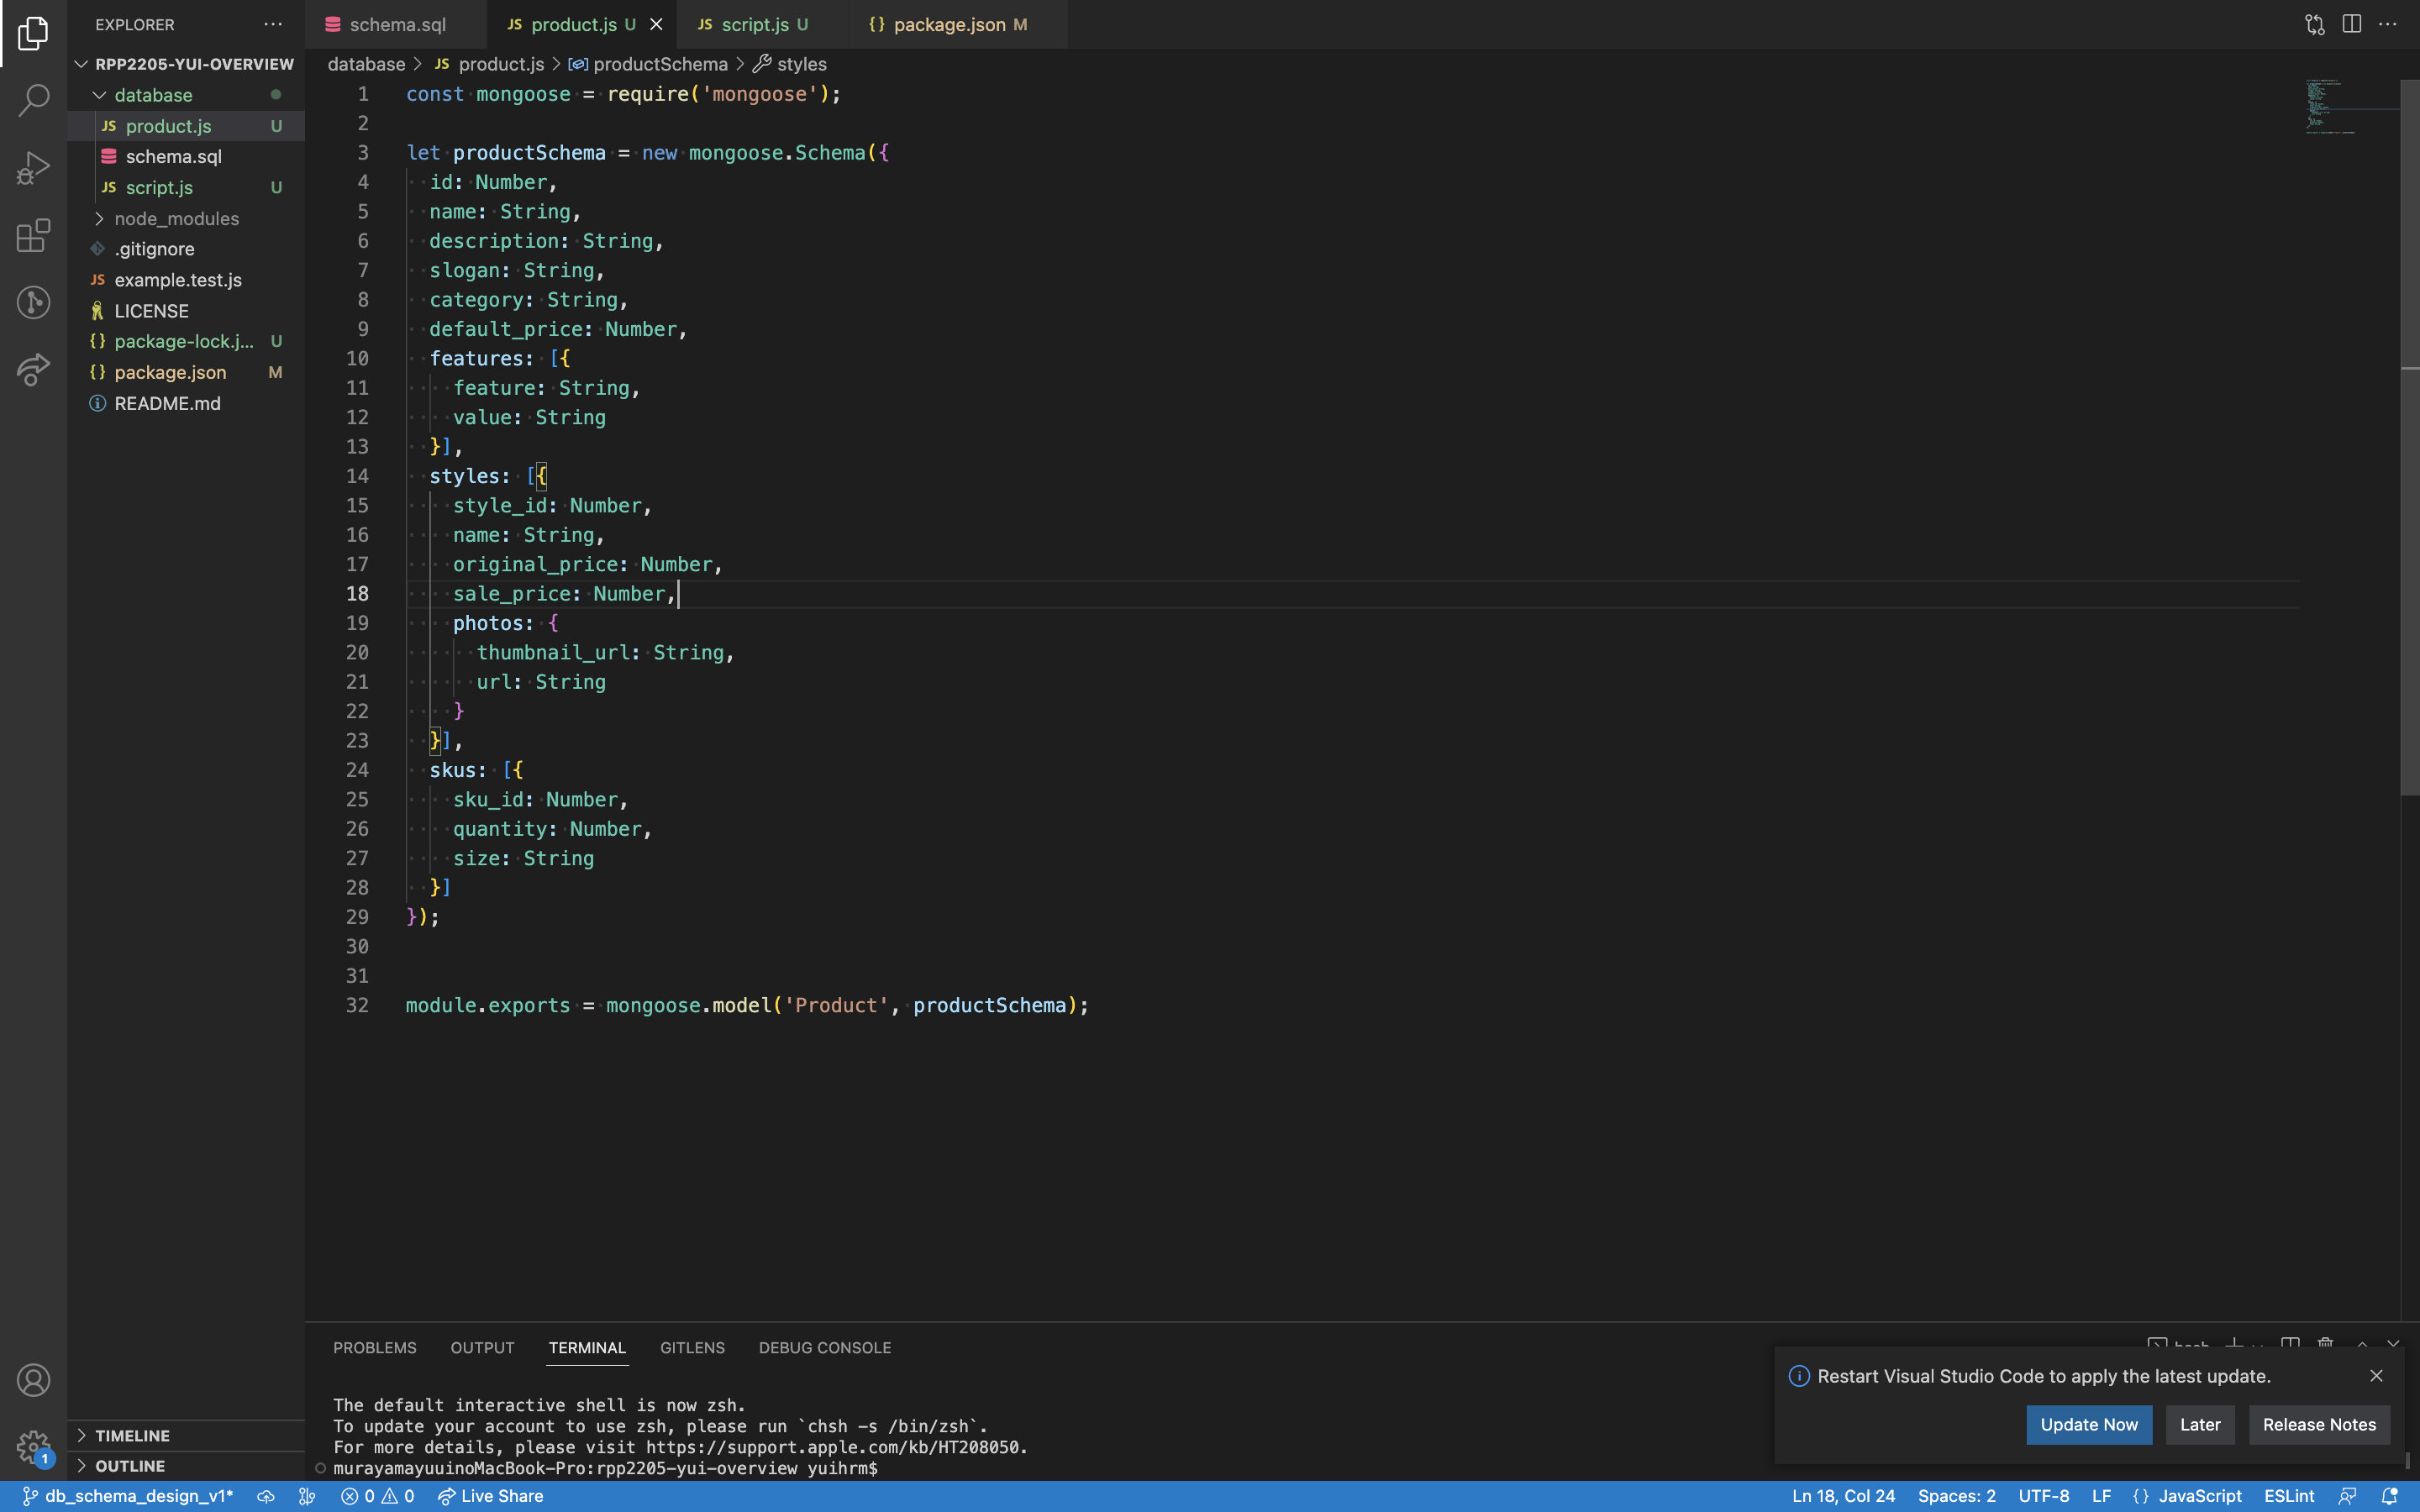 EXPLORER
schema.sql
JS product.js U
JS script.js U
{} package.json M
RPP2205-YUI-OVERVIEW
database
JS product.js U
schema.sql
JS script.js U
node_modules
.gitignore
JS example.test.js
LICENSE
{} package-lock.j... U
{} package.json M
README.md
TIMELINE
OUTLINE
1
database > JS product.js > productSchema > styles
1 const mongoose = require('mongoose');
2
3 let productSchema = new mongoose.Schema({
4 id: Number,
5 name: String,
6 description: String,
7 slogan: String,
8 category: String,
9 default_price: Number,
10 features: [{
11 feature: String,
12 value: String
13 }],
14 styles: [{
15 style_id: Number,
16 name: String,
17 original_price: Number,
18 sale_price: Number,
19 photos: {
20 thumbnail_url: String,
21 url: String
22 }
23 }],
24 skus: [{
25 sku_id: Number,
26 quantity: Number,
27 size: String
28 }]
29 });
30
31
32 module.exports = mongoose.model('Product', productSchema);
PROBLEMS OUTPUT TERMINAL GITLENS DEBUG CONSOLE
The default interactive shell is now zsh.
To update your account to use zsh, please run `chsh -s /bin/zsh`.
For more details, please visit https://support.apple.com/kb/HT208050.
murayamayuuinoMacBook-Pro:rpp2205-yui-overview yuihrm$
Restart Visual Studio Code to apply the latest update.
Update Now Later Release Notes
db_schema_design_v1* 0 0 Live Share
Ln 18, Col 24 Spaces: 2 UTF-8 LF {} JavaScript ESLint